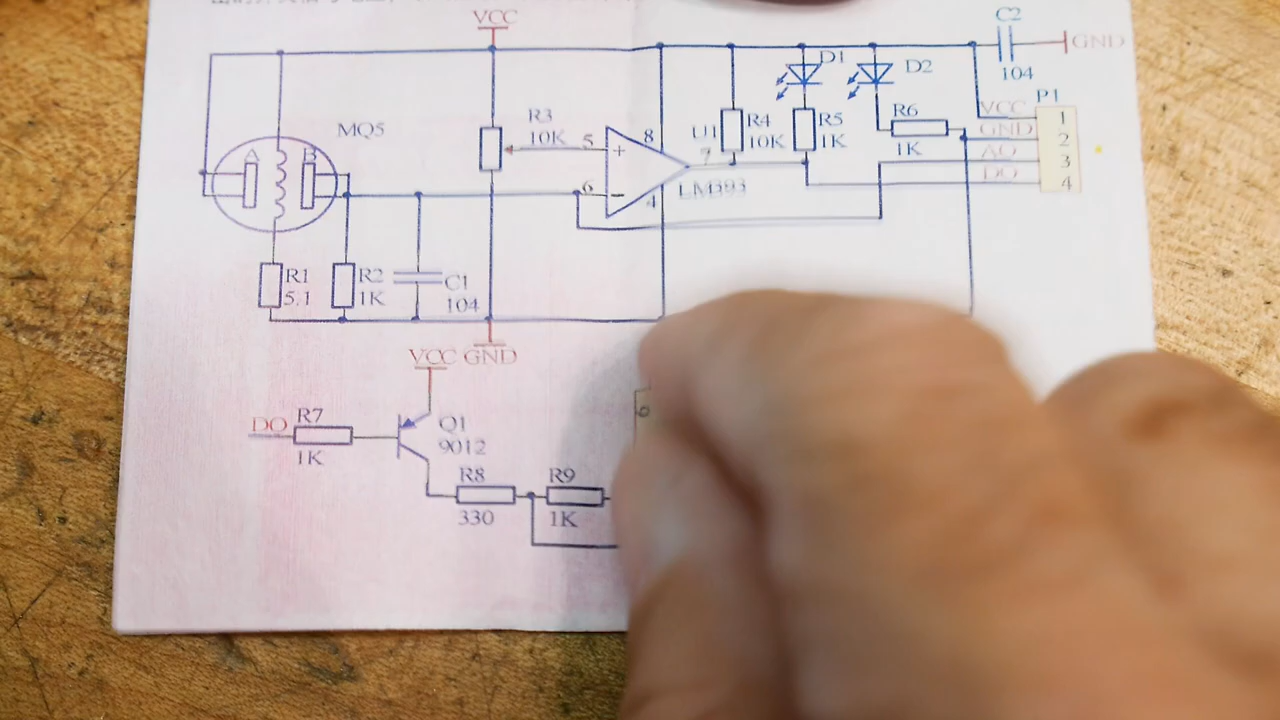 VCC
C2
GND
104
D1
D2
P1
MQ5
R3
10K
5
8
U1
R4
10K
R5
1K
R6
1K
VCC
GND
AO
DO
1
2
3
4
A
B
+
7
6
4
LM393
R1
5.1
R2
1K
C1
104
VCC
GND
DO
R7
1K
Q1
9012
R8
330
R9
1K